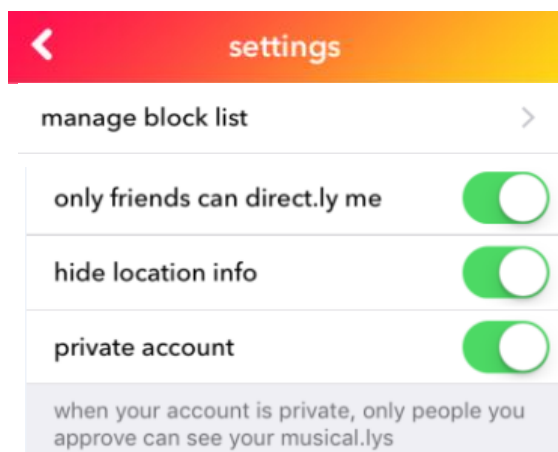 settings
manage block list
only friends can direct.ly me
hide location info
private account
when your account is private, only people you
approve can see your musical.lys